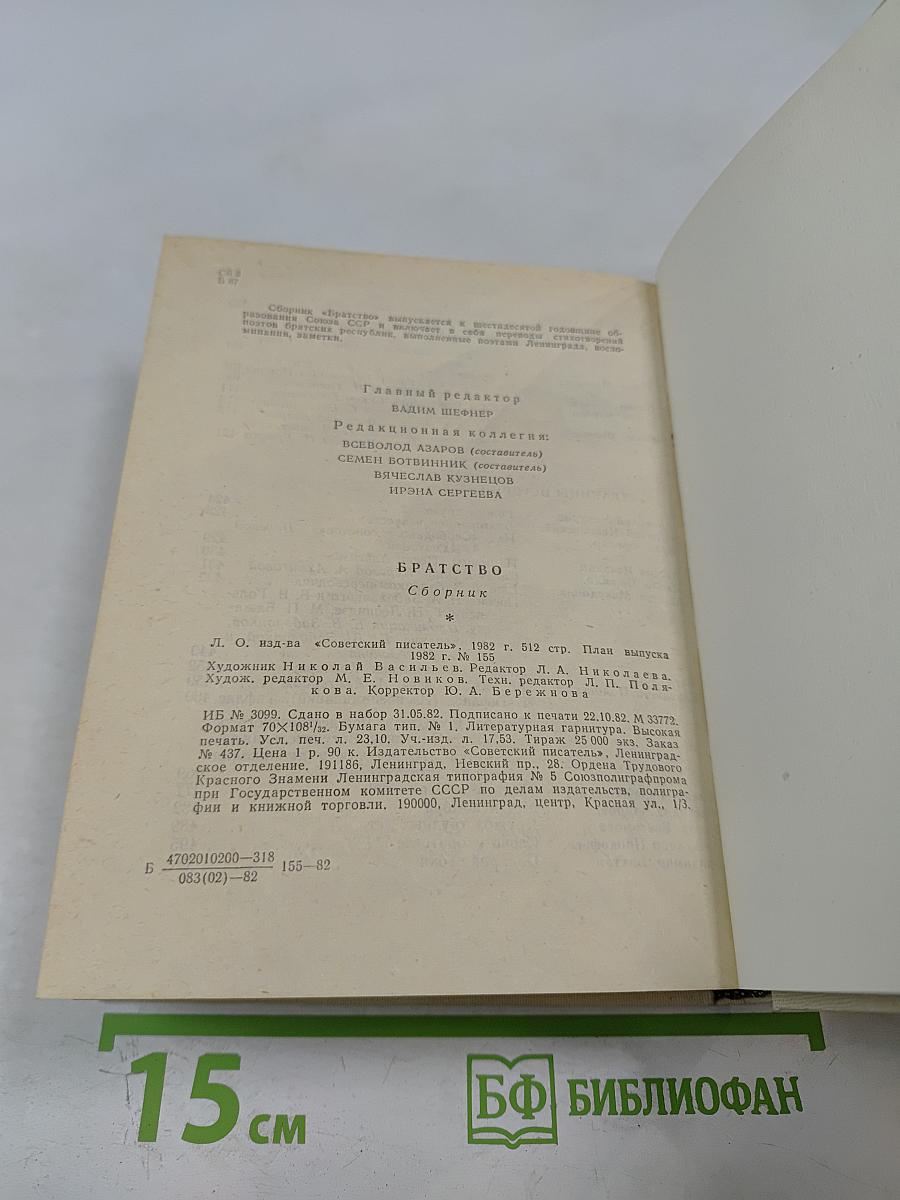 Сб 2
Б 87
Сборник «Братство» выпускается к шестидесятой годовщине об-
разования Союза ССР и включает в себя переводы стихотворений
поэтов братских республик, выполненные поэтами Ленинграда, воспо-
минания, заметки.
Главный редактор
ВАДИМ ШЕФНЕР
Редакционная коллегия:
ВСЕВОЛОД АЗАРОВ (составитель)
СЕМЕН БОТВИННИК (составитель)
ВЯЧЕСЛАВ КУЗНЕЦОВ
ИРЭНА СЕРГЕЕВА
БРАТСТВО
Сборник
*
Л. О. изд-ва «Советский писатель», 1982 г. 512 стр. План выпуска
1982 г. № 155
Художник Николай Васильев. Редактор Л. А. Николаева.
Худож. редактор М. Е. Новиков. Техн. редактор Л. П. Поля-
кова. Корректор Ю. А. Бережнова
ИБ № 3099. Сдано в набор 31.05.82. Подписано к печати 22.10.82. М 33772.
Формат 70×108¹/₃₂. Бумага тип. № 1. Литературная гарнитура. Высокая
печать. Усл. печ. л. 23,10. Уч.-изд. л. 17,53. Тираж 25 000 экз. Заказ
№ 437. Цена 1 р. 90 к. Издательство «Советский писатель», Ленинград-
ское отделение. 191186, Ленинград, Невский пр., 28. Ордена Трудового
Красного Знамени Ленинградская типография № 5 Союзполиграфпрома
при Государственном комитете СССР по делам издательств, полигра-
фии и книжной торговли. 190000, Ленинград, центр, Красная ул., 1/3.
Б 4702010200—318 155—82
083(02)—82
15 см
БФ БИБЛИОФАН